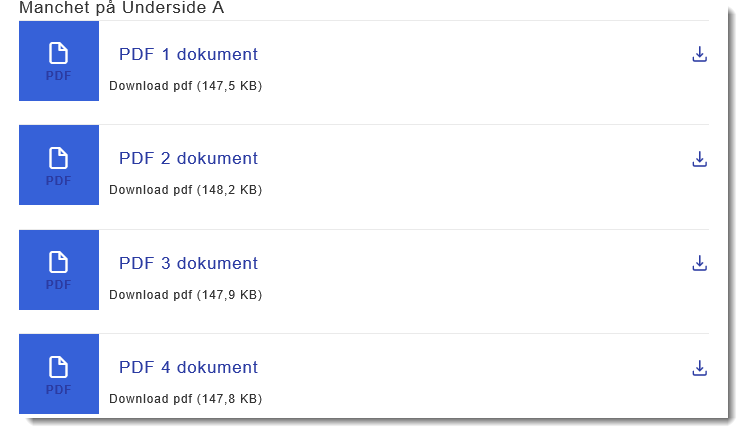 Manchet på Underside A
PDF 1 dokument
PDF
Download pdf (147,5 KB)
PDF 2 dokument
PDF
Download pdf (148,2 KB)
PDF 3 dokument
PDF
Download pdf (147,9 KB)
PDF 4 dokument
PDF
Download pdf (147,8 KB)